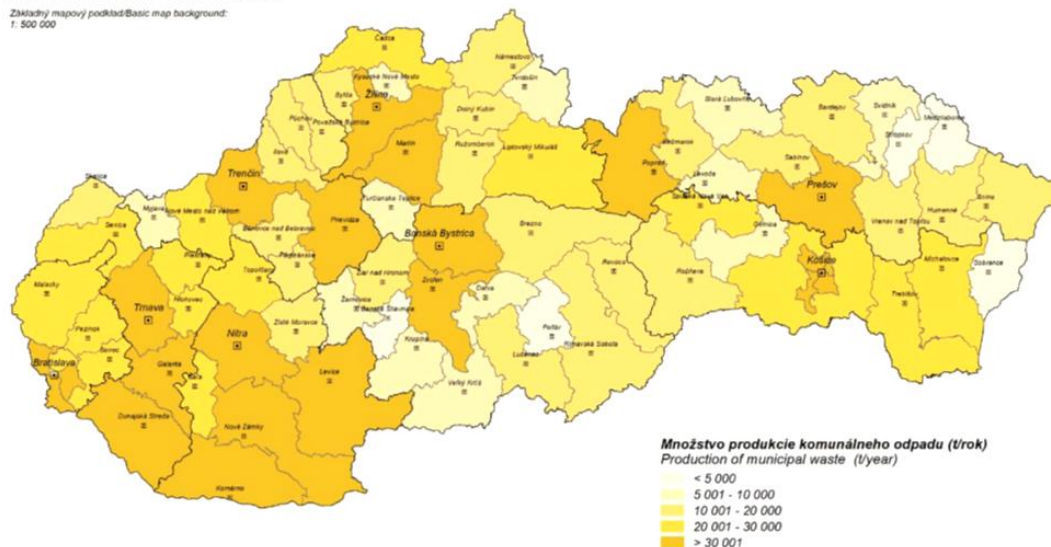 Základný mapový podklad/Basic map background:
1: 500 000
Čadca
Námestovo
Kysucké Nové Mesto
Tvrdošín
Bytča
Žilina
Dolný Kubín
Stará Ľubovňa
Bardejov
Svidník
Medzilaborce
Stropkov
Púchov
Považská Bystrica
Martin
Ružomberok
Liptovský Mikuláš
Kežmarok
Poprad
Sabinov
Ilava
Levoča
Trenčín
Prešov
Snina
Skalica
Turčianske Teplice
Spišská Nová Ves
Humenné
Myjava
Nové Mesto nad Váhom
Prievidza
Vranov nad Topľou
Senica
Bánovce nad Bebravou
Banská Bystrica
Brezno
Gelnica
Partizánske
Piešťany
Topoľčany
Žiar nad Hronom
Zvolen
Revúca
Rožňava
Košice
Michalovce
Sobrance
Malacky
Trnava
Hlohovec
Žarnovica
Detva
Trebišov
Banská Štiavnica
Zlaté Moravce
Poltár
Pezinok
Nitra
Krupina
Rimavská Sobota
Senec
Lučenec
Bratislava
Galanta
Levice
Šaľa
Veľký Krtíš
Dunajská Streda
Nové Zámky
Komárno
Množstvo produkcie komunálneho odpadu (t/rok)
Production of municipal waste (t/year)
< 5 000
5 001 - 10 000
10 001 - 20 000
20 001 - 30 000
> 30 001